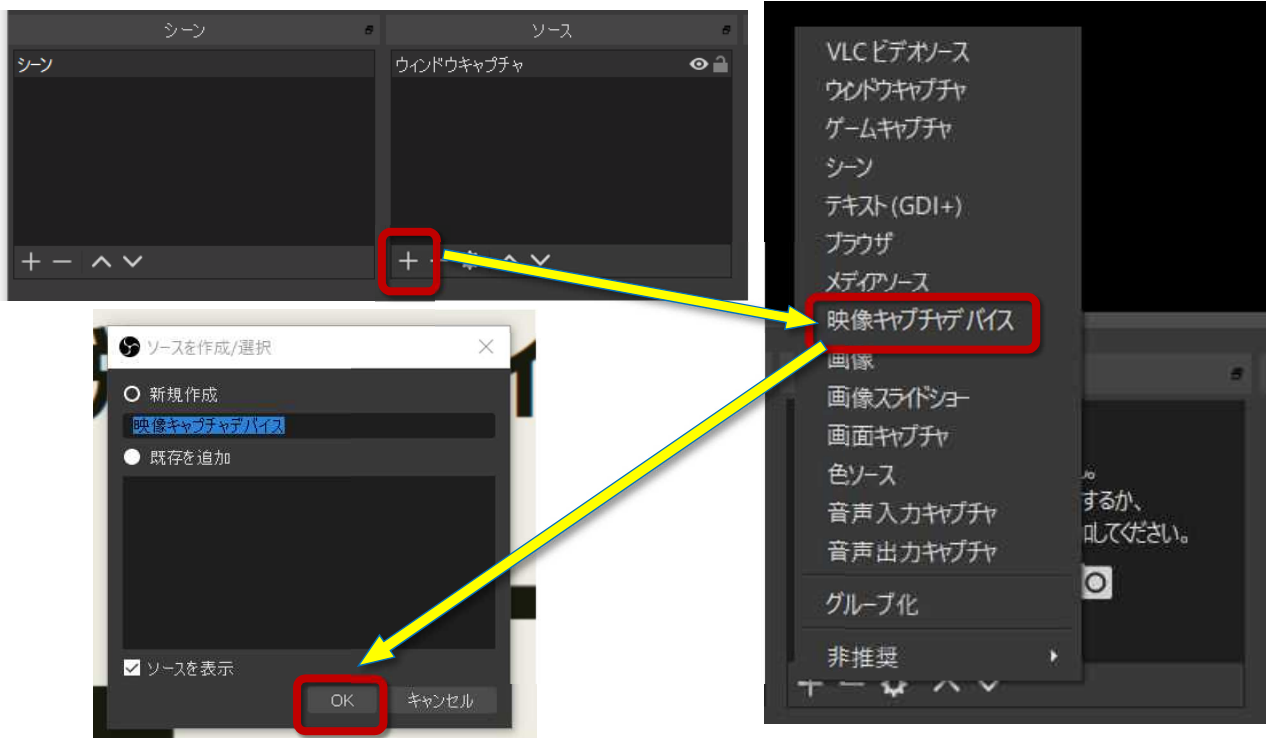 シーン
ソース
シーン
ウィンドウキャプチャ
VLC ビデオソース
ウィンドウキャプチャ
ゲームキャプチャ
シーン
テキスト (GDI+)
ブラウザ
メディアソース
映像キャプチャデバイス
画像
画像スライドショー
画面キャプチャ
色ソース
音声入力キャプチャ
音声出力キャプチャ
グループ化
非推奨
するか、
してください。
ソースを作成/選択
新規作成
映像キャプチャデバイス
既存を追加
ソースを表示
OK
キャンセル